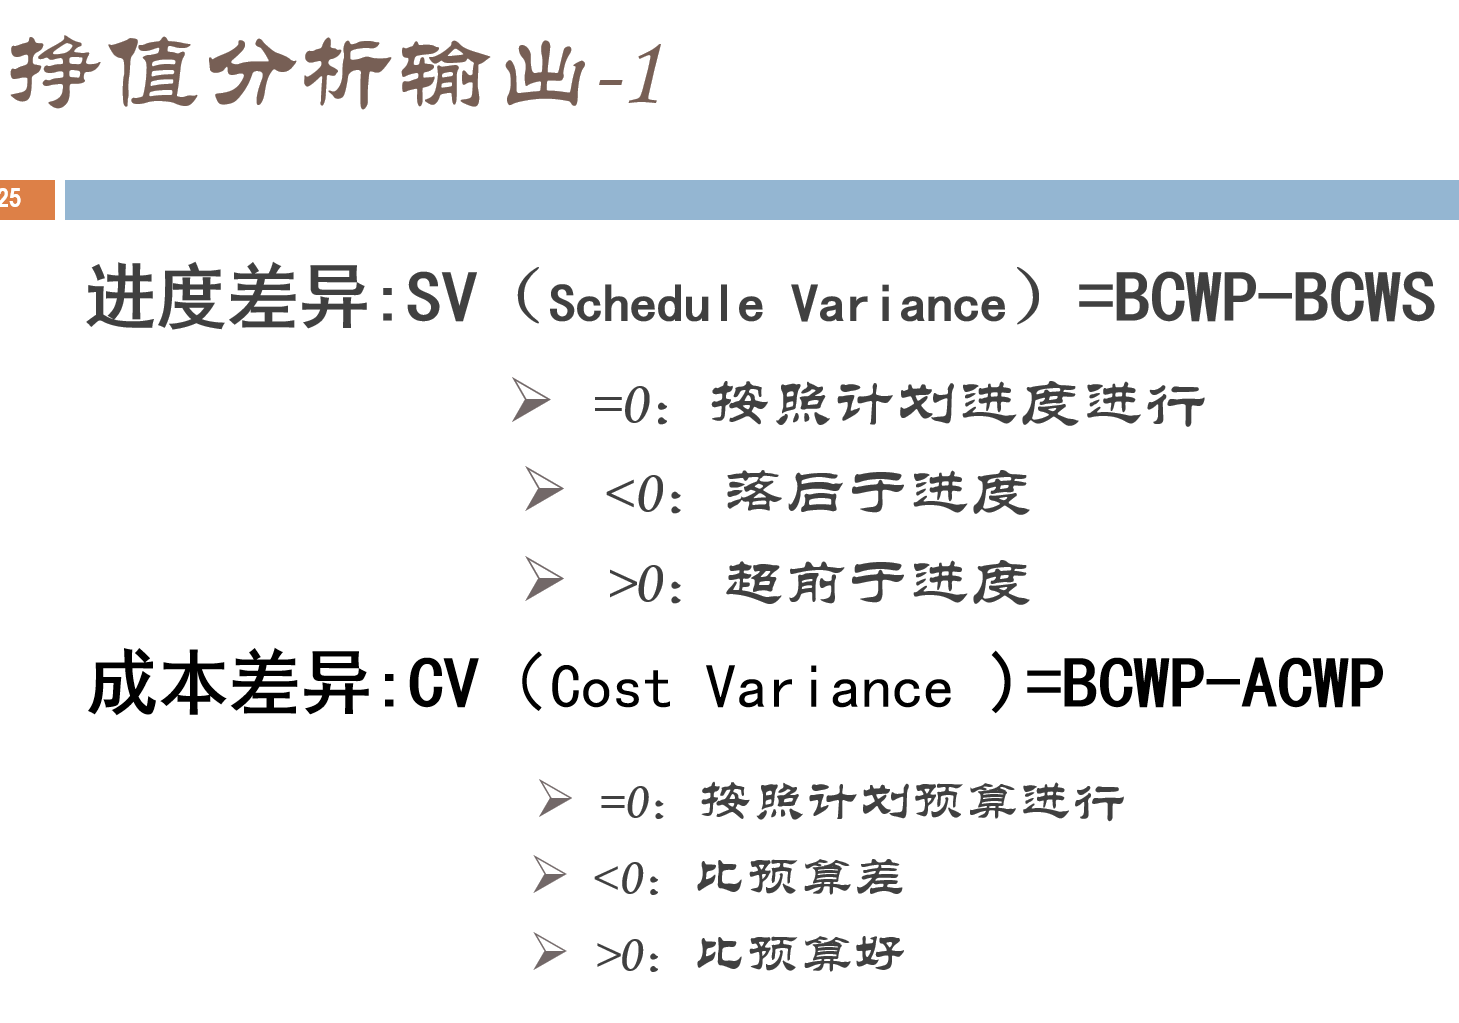 挣值分析输出-1
25
进度差异:SV（Schedule Variance）=BCWP-BCWS
=0：按照计划进度进行
<0：落后于进度
>0：超前于进度
成本差异:CV（Cost Variance )=BCWP-ACWP
=0：按照计划预算进行
<0：比预算差
>0：比预算好